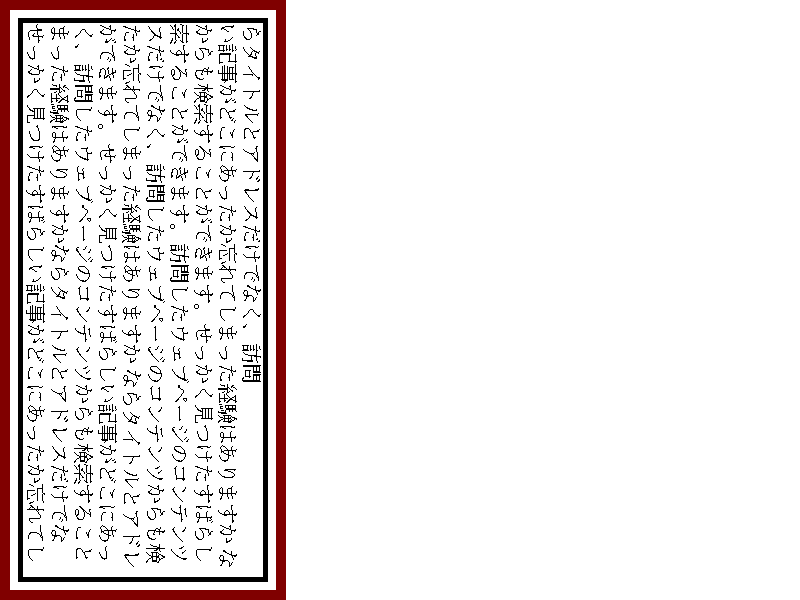 せっかく見つけたすばらしい記事がどこにあったか忘れてし
まった経験はありますかならタイトルとアドレスだけでな
く、訪問したウェブページのコンテンツからも検索すること
ができます。せっかく見つけたすばらしい記事がどこにあっ
たか忘れてしまった経験はありますかならタイトルとアドレ
スだけでなく、訪問したウェブページのコンテンツからも検
索することができます。訪問したウェブページのコンテンツ
からも検索することができます。せっかく見つけたすばらし
い記事がどこにあったか忘れてしまった経験はありますかな
らタイトルとアドレスだけでなく、訪問